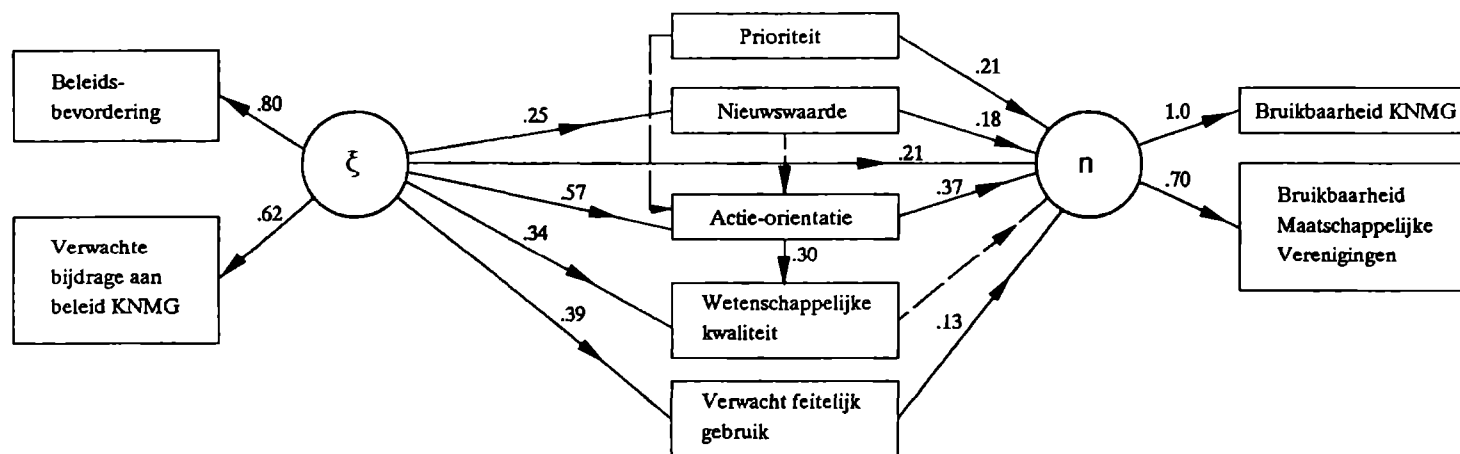 Beleids-
bevordering
Verwachte
bijdrage aan
beleid KNMG
.80
.62
ξ
.25
.21
.57
.34
.39
Prioriteit
Nieuwswaarde
Actie-orientatie
.30
Wetenschappelijke
kwaliteit
Verwacht feitelijk
gebruik
.21
.18
.37
.13
n
1.0
.70
Bruikbaarheid KNMG
Bruikbaarheid
Maatschappelijke
Verenigingen